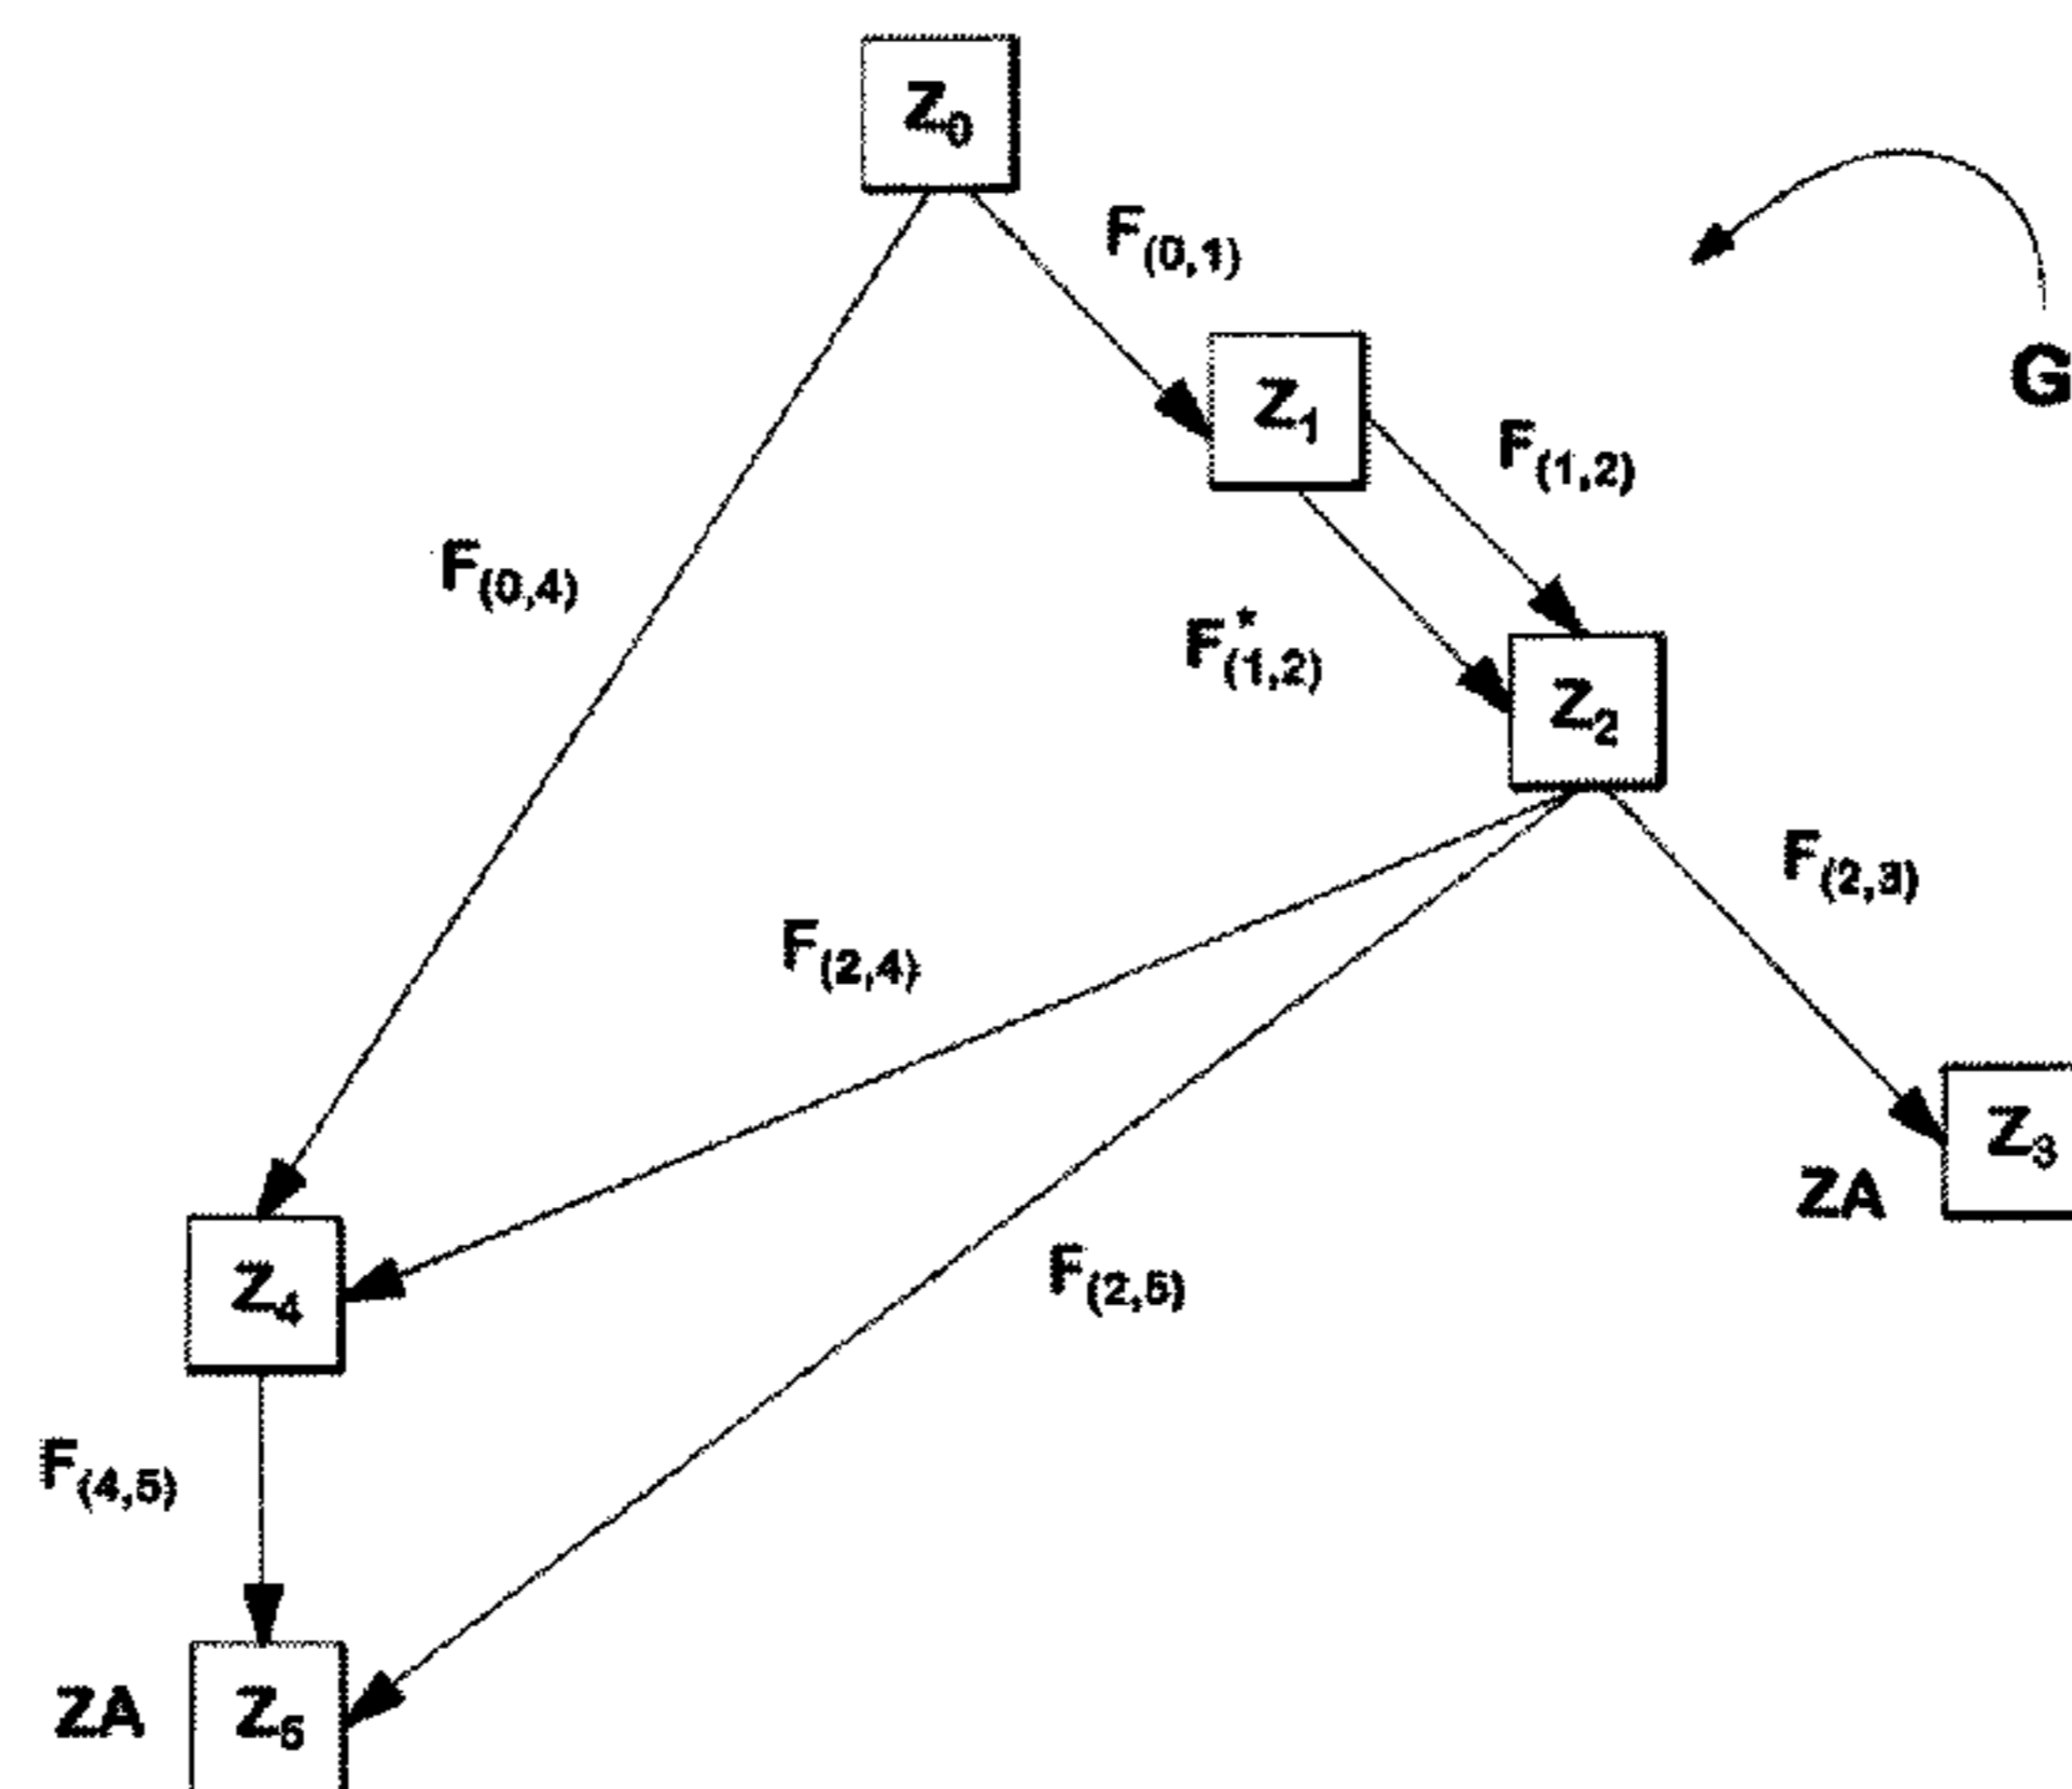 Z0
F(0,1)
G
Z1
F(1,2)
F(0,4)
F*(1,2)
Z2
F(2,3)
F(2,4)
Z3
ZA
Z4
F(2,5)
F(4,5)
ZA
Z5